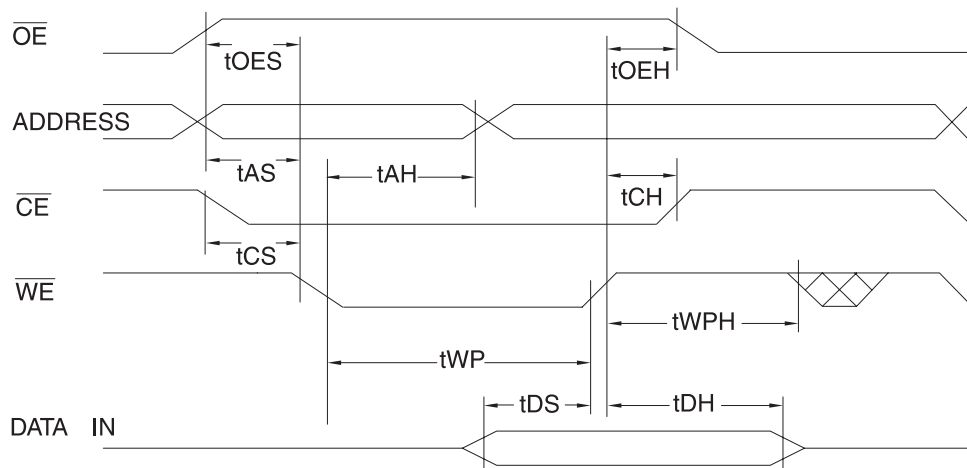 OE
tOES
tOEH
ADDRESS
tAS
tAH
tCH
CE
tCS
WE
tWPH
tWP
tDS
tDH
DATA IN